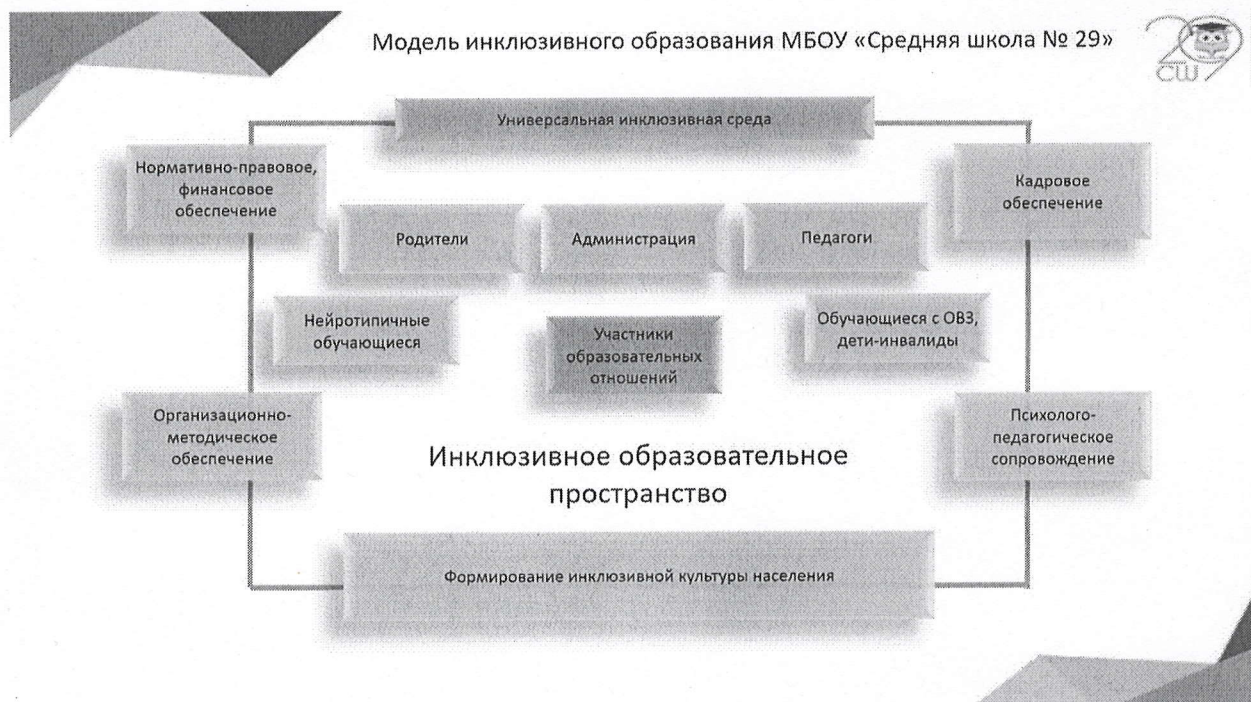 Модель инклюзивного образования МБОУ «Средняя школа № 29»
29
СШ
Универсальная инклюзивная среда
Нормативно-правовое,
финансовое
обеспечение
Кадровое
обеспечение
Родители
Администрация
Педагоги
Нейротипичные
обучающиеся
Участники
образовательных
отношений
Обучающиеся с ОВЗ,
дети-инвалиды
Организационно-
методическое
обеспечение
Психолого-
педагогическое
сопровождение
Инклюзивное образовательное
пространство
Формирование инклюзивной культуры населения